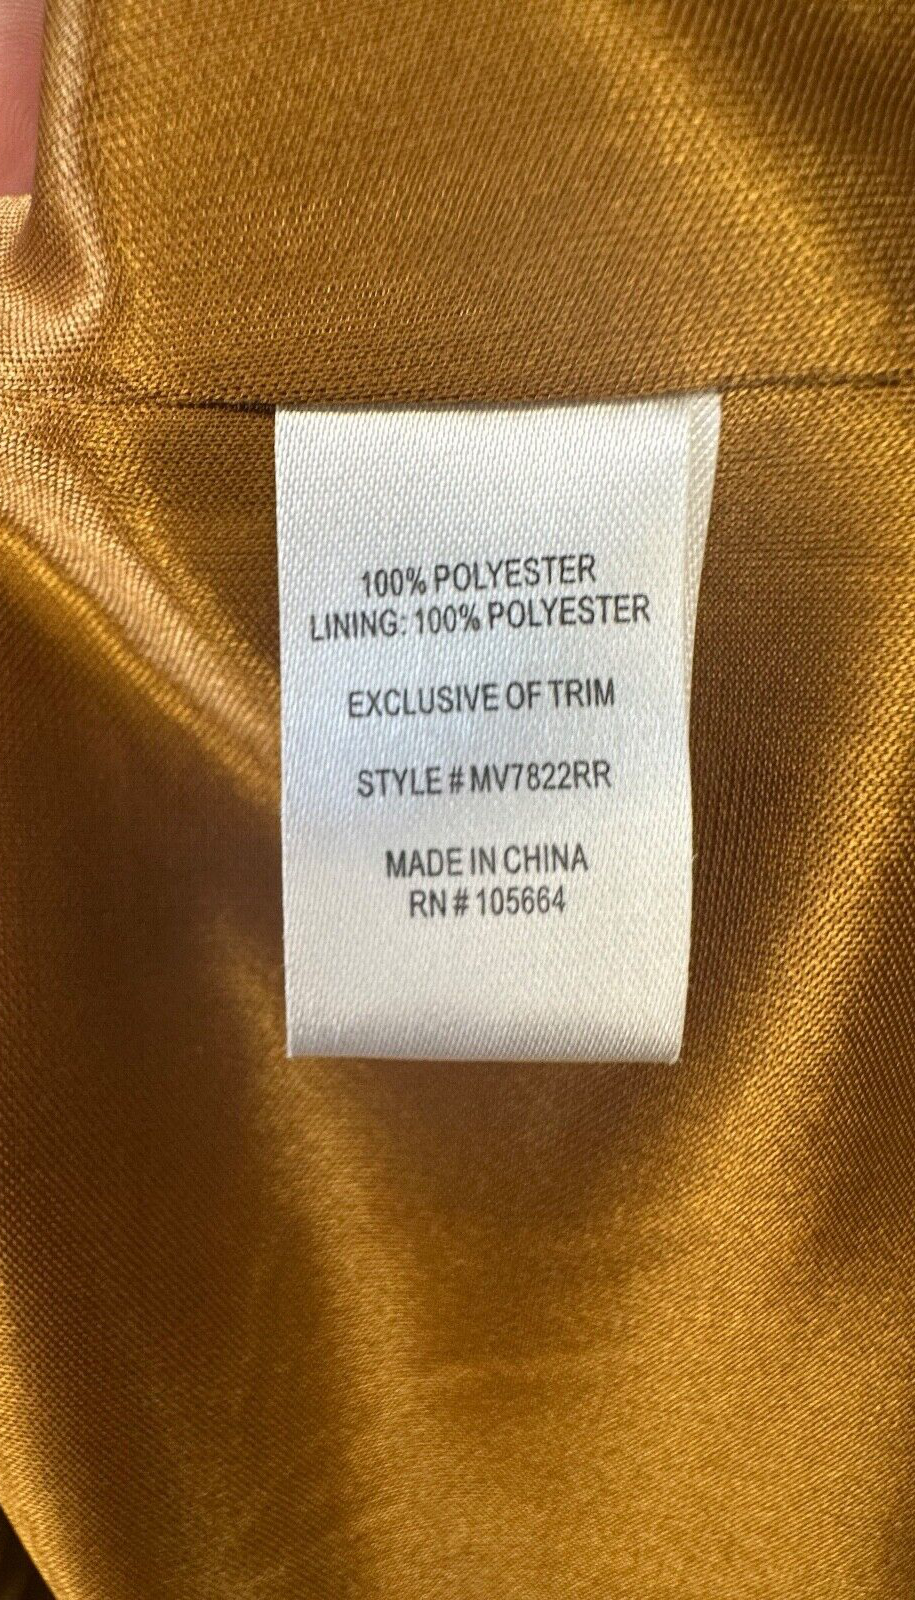 100% POLYESTER
LINING: 100% POLYESTER
EXCLUSIVE OF TRIM
STYLE # MV7822RR
MADE IN CHINA
RN # 105664